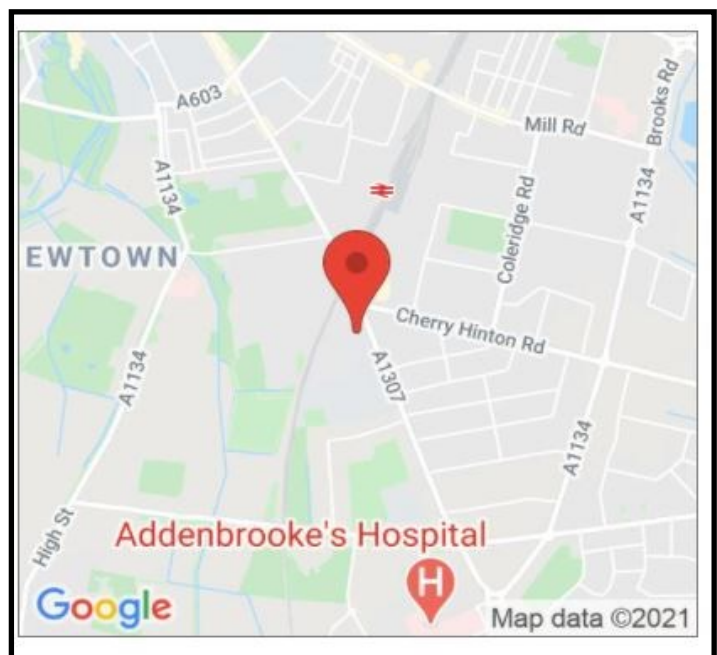 A603
Mill Rd
Brooks Rd
A1134
A1134
Coleridge Rd
EWTOWN
Cherry Hinton Rd
A1134
A1307
A1134
High St
Addenbrooke's Hospital
H
Google
Map data ©2021